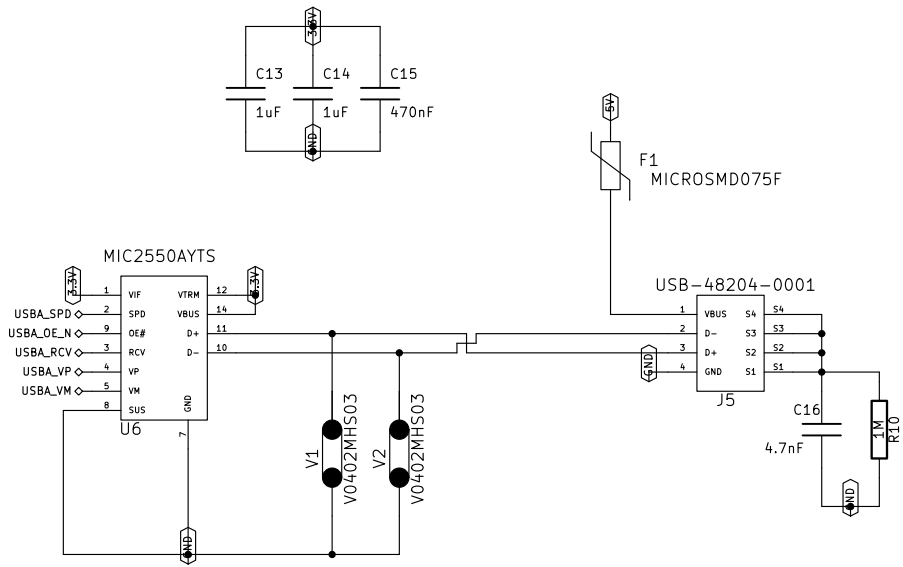 3.3V
C13
C14
C15
1uF
1uF
470nF
GND
5V
F1
MICROSMD075F
MIC2550AYTS
3.3V
3.3V
1 VIF VTRM 12
USBA_SPD 2 SPD VBUS 14
USBA_OE_N 9 OE# D+ 11
USBA_RCV 3 RCV D- 10
USBA_VP 4 VP
USBA_VM 5 VM
8 SUS
GND
7
U6
GND
V1
V0402MHS03
V2
V0402MHS03
USB-48204-0001
1 VBUS S4 S4
2 D- S3 S3
3 D+ S2 S2
4 GND S1 S1
GND
J5
C16
4.7nF
1M
R10
GND